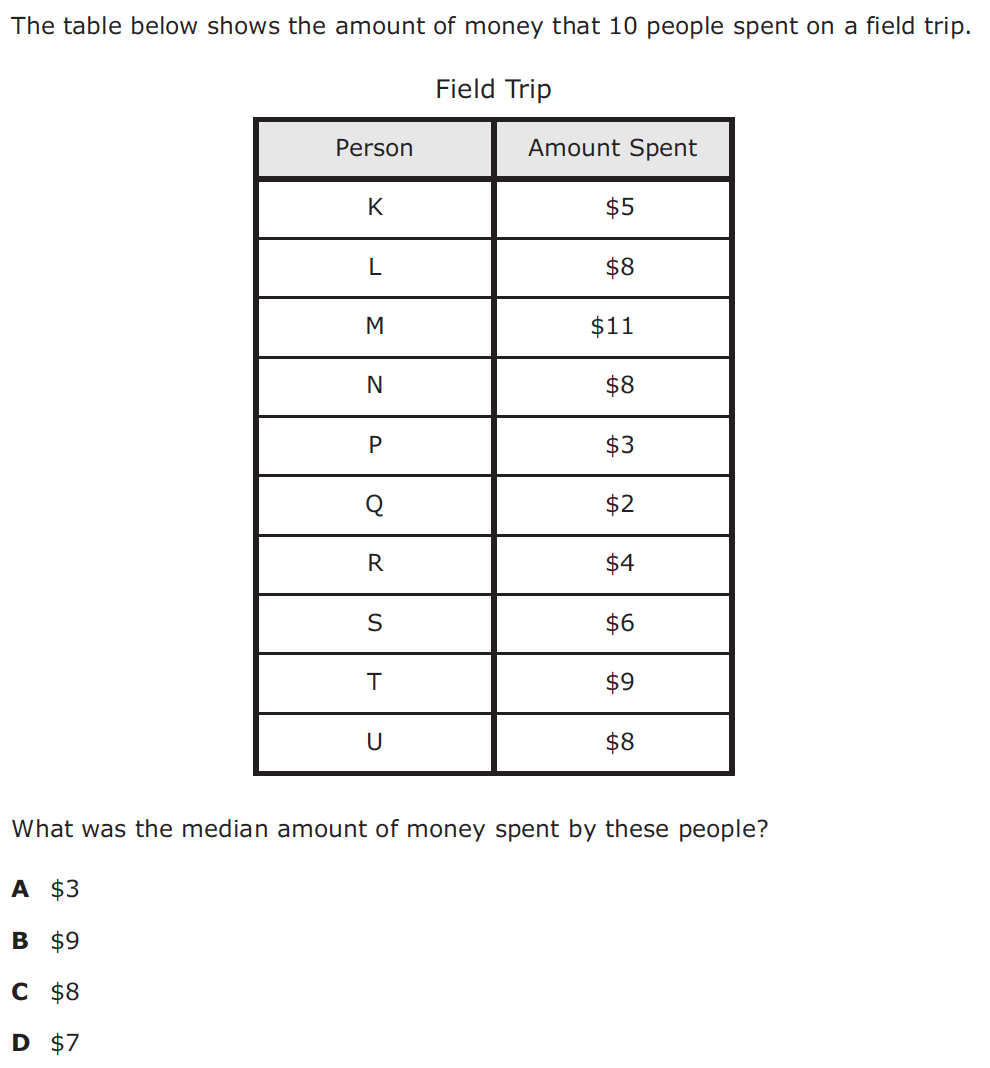 The table below shows the amount of money that 10 people spent on a field trip.
Field Trip
Person Amount Spent
K $5
L $8
M $11
N $8
P $3
Q $2
R $4
S $6
T $9
U $8
What was the median amount of money spent by these people?
A $3
B $9
C $8
D $7